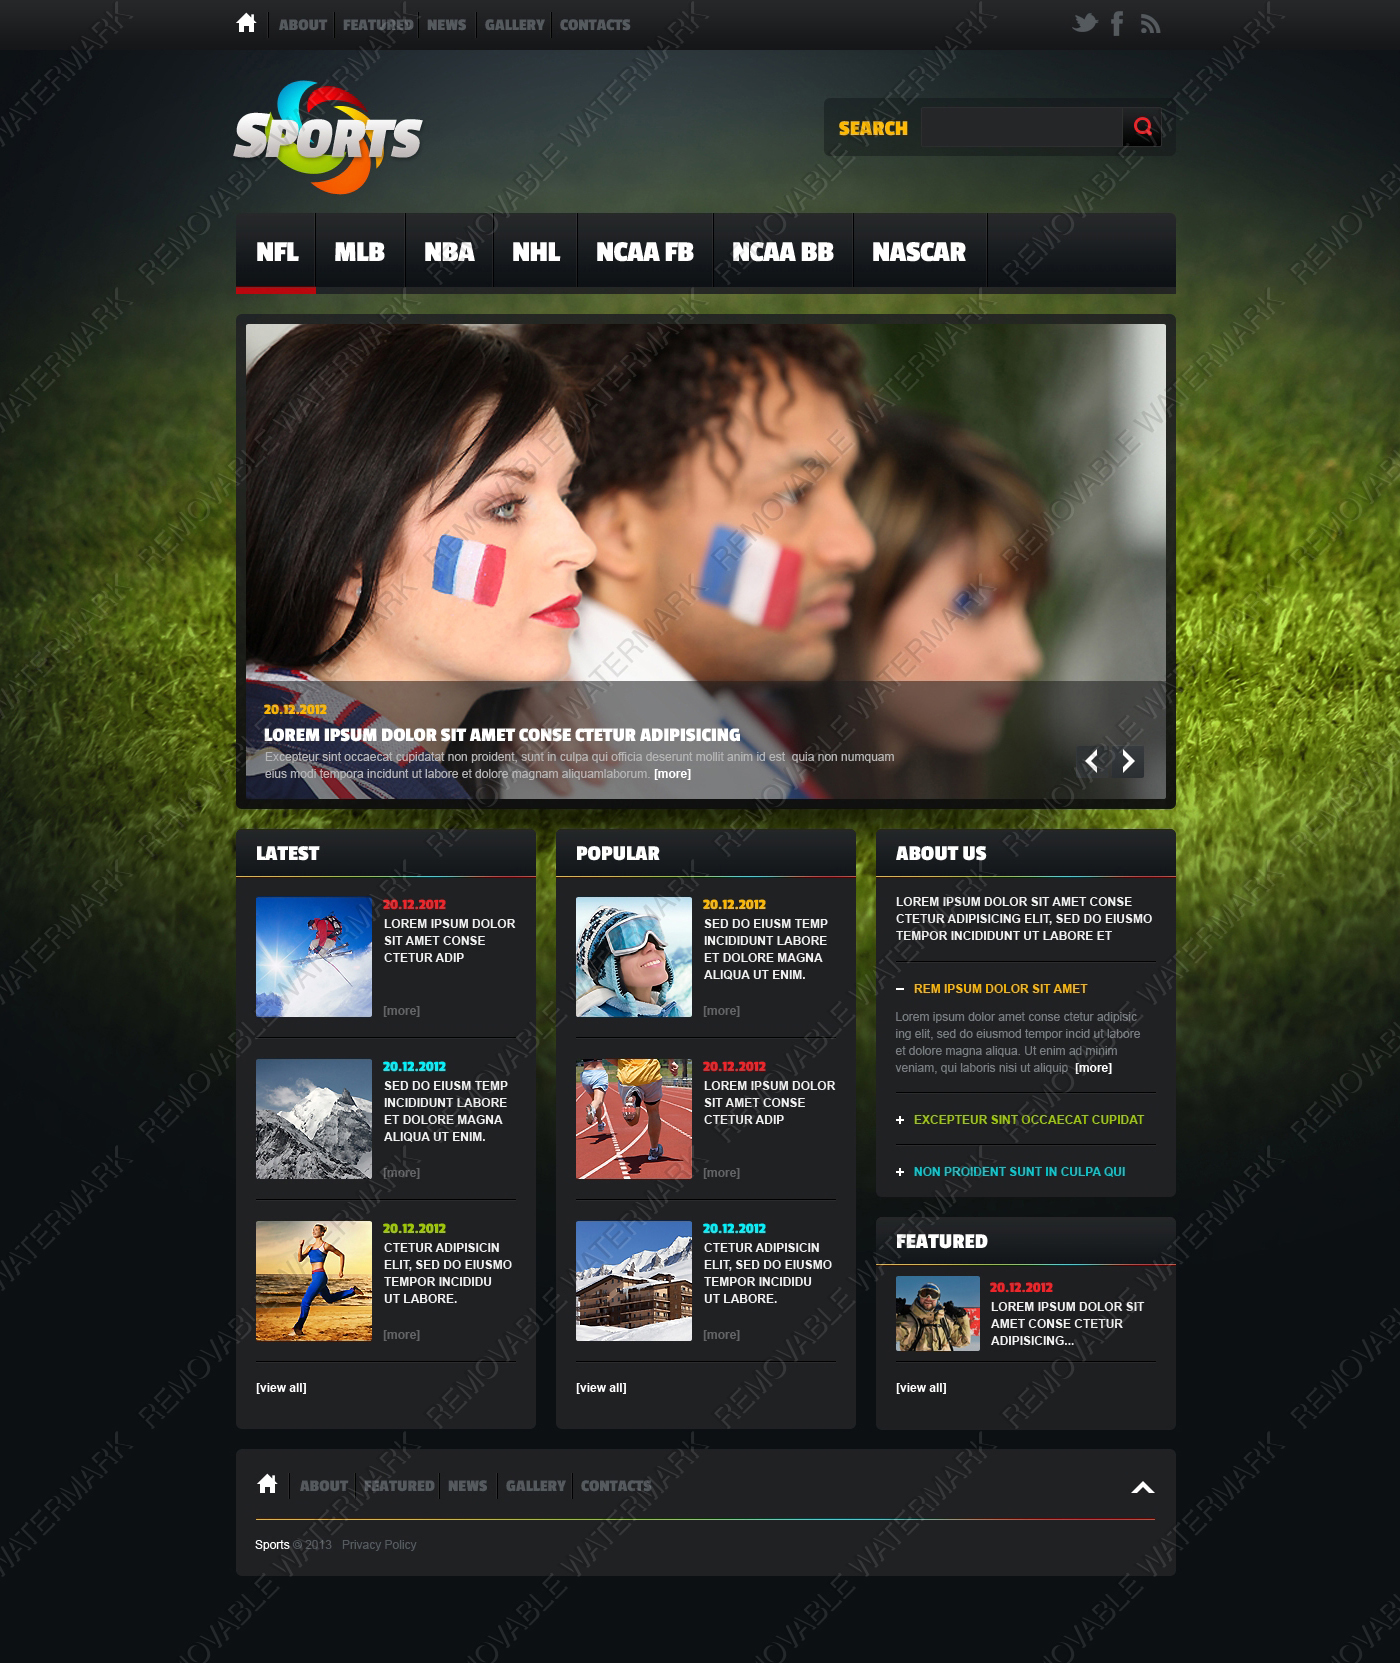 ABOUT FEATURED NEWS GALLERY CONTACTS
SPORTS
SEARCH
NFL MLB NBA NHL NCAA FB NCAA BB NASCAR
20.12.2012
LOREM IPSUM DOLOR SIT AMET CONSE CTETUR ADIPISICING
Excepteur sint occaecat cupidatat non proident, sunt in culpa qui officia deserunt mollit anim id est quia non numquam
eius modi tempora incidunt ut labore et dolore magnam aliquamlaborum. [more]
LATEST
20.12.2012
LOREM IPSUM DOLOR
SIT AMET CONSE
CTETUR ADIP
[more]
20.12.2012
SED DO EIUSM TEMP
INCIDIDUNT LABORE
ET DOLORE MAGNA
ALIQUA UT ENIM.
[more]
20.12.2012
CTETUR ADIPISICIN
ELIT, SED DO EIUSMO
TEMPOR INCIDIDU
UT LABORE.
[more]
[view all]
POPULAR
20.12.2012
SED DO EIUSM TEMP
INCIDIDUNT LABORE
ET DOLORE MAGNA
ALIQUA UT ENIM.
[more]
20.12.2012
LOREM IPSUM DOLOR
SIT AMET CONSE
CTETUR ADIP
[more]
20.12.2012
CTETUR ADIPISICIN
ELIT, SED DO EIUSMO
TEMPOR INCIDIDU
UT LABORE.
[more]
[view all]
ABOUT US
LOREM IPSUM DOLOR SIT AMET CONSE
CTETUR ADIPISICING ELIT, SED DO EIUSMO
TEMPOR INCIDIDUNT UT LABORE ET
REM IPSUM DOLOR SIT AMET
Lorem ipsum dolor amet conse ctetur adipisic
ing elit, sed do eiusmod tempor incid ut labore
et dolore magna aliqua. Ut enim ad minim
veniam, qui laboris nisi ut aliquip [more]
EXCEPTEUR SINT OCCAECAT CUPIDAT
NON PROIDENT SUNT IN CULPA QUI
FEATURED
20.12.2012
LOREM IPSUM DOLOR SIT
AMET CONSE CTETUR
ADIPISICING...
[view all]
ABOUT FEATURED NEWS GALLERY CONTACTS
Sports © 2013 Privacy Policy
REMOVABLE WATERMARK